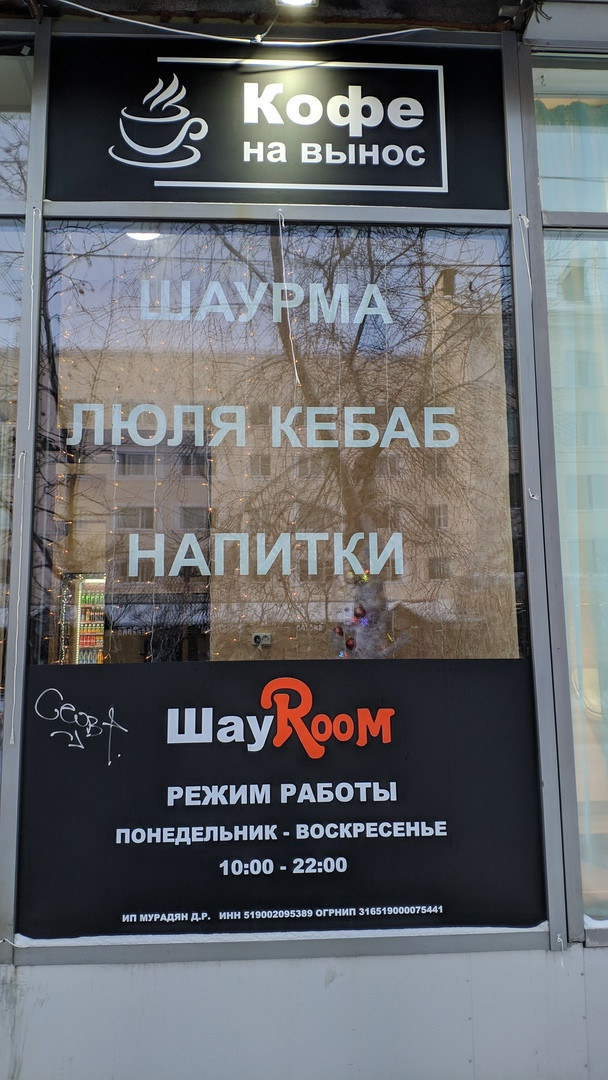 Кофе
на вынос
ШАУРМА
ЛЮЛЯ КЕБАБ
НАПИТКИ
ШауRooM
РЕЖИМ РАБОТЫ
ПОНЕДЕЛЬНИК - ВОСКРЕСЕНЬЕ
10:00 - 22:00
ИП МУРАДЯН Д.Р. ИНН 519002095389 ОГРНИП 316519000075441